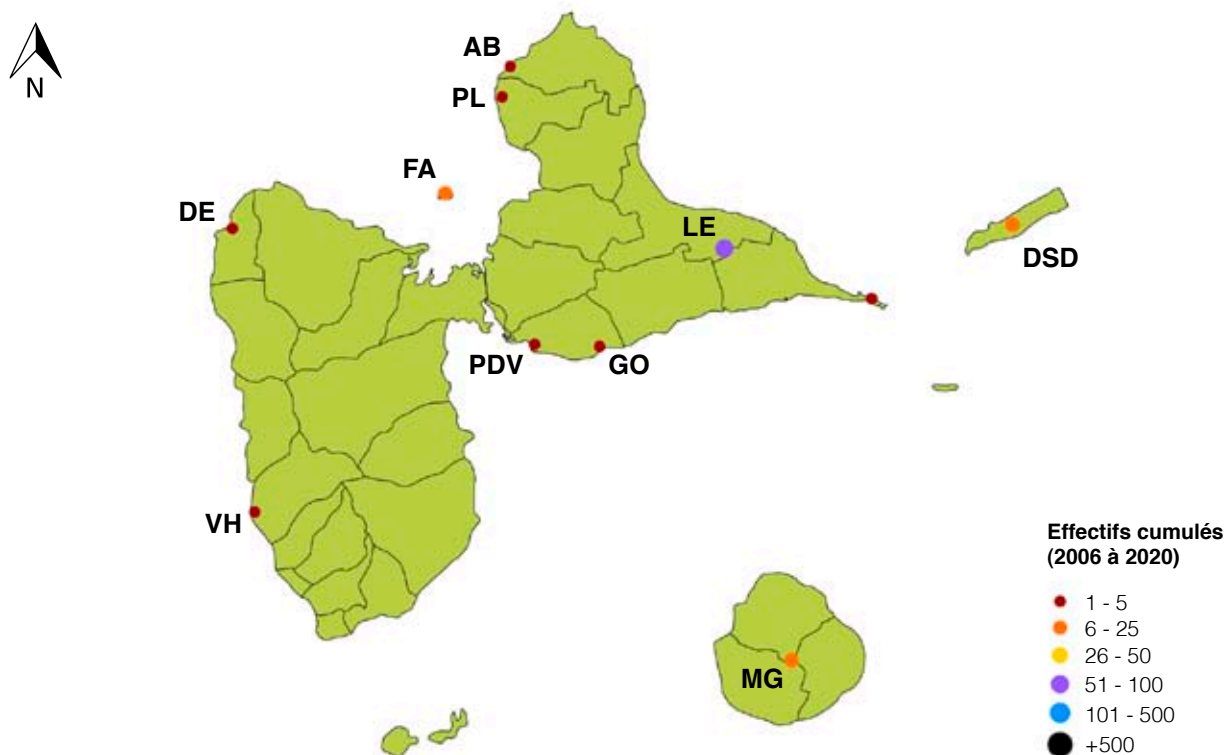 N
AB
PL
FA
DE
LE
DSD
PDV
GO
VH
MG
Effectifs cumulés
(2006 à 2020)
1 - 5
6 - 25
26 - 50
51 - 100
101 - 500
+500